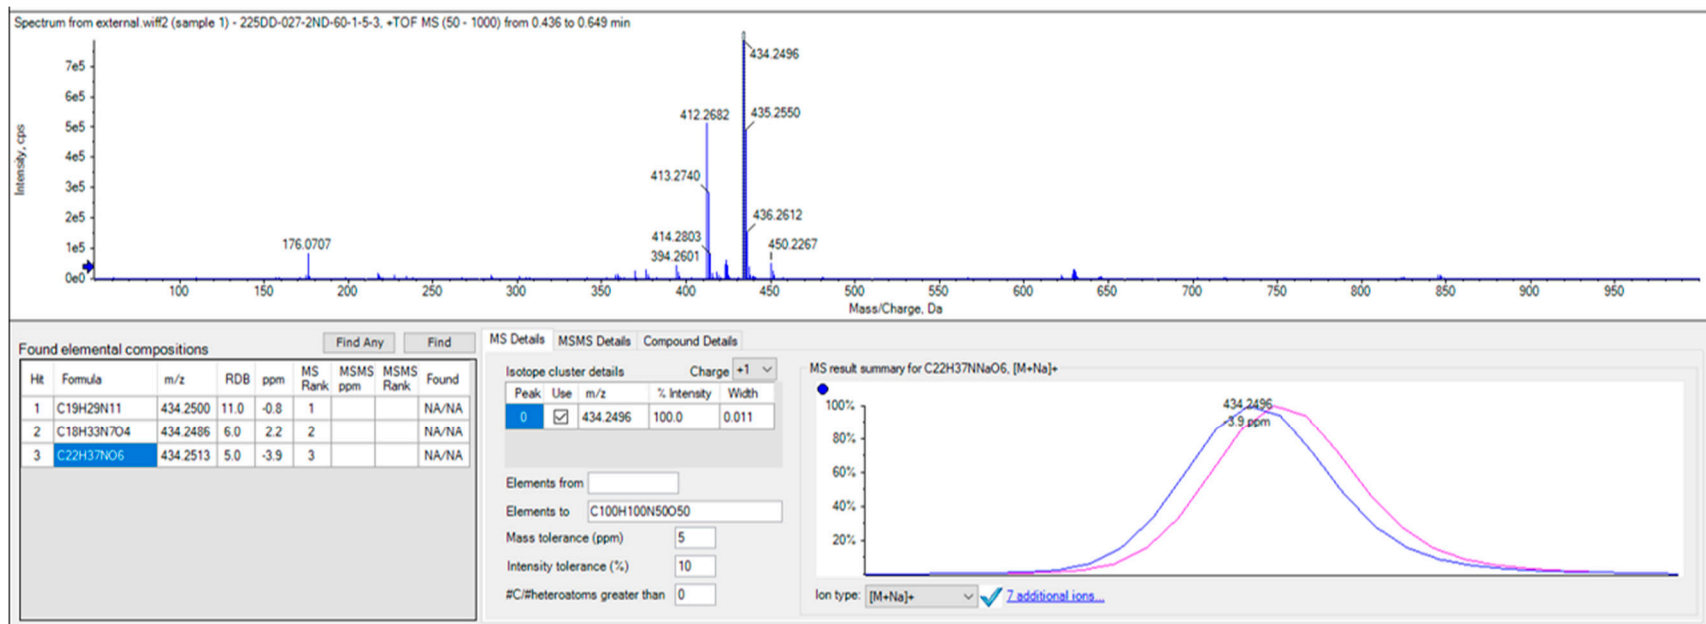 Spectrum from external.wiff2 (sample 1) - 225DD-027-2ND-60-1-5-3, +TOF MS (50 - 1000) from 0.436 to 0.649 min
Intensity, cps
7e5
6e5
5e5
4e5
3e5
2e5
1e5
0e0
434.2496
435.2550
412.2682
413.2740
436.2612
414.2803
394.2601
450.2267
176.0707
100 150 200 250 300 350 400 450 500 550 600 650 700 750 800 850 900 950
Mass/Charge, Da
Found elemental compositions
Find Any
Find
Hit Formula m/z RDB ppm MS Rank MSMS ppm MSMS Rank Found
1 C19H29N11 434.2500 11.0 -0.8 1 NA/NA
2 C18H33N7O4 434.2486 6.0 2.2 2 NA/NA
3 C22H37NO6 434.2513 5.0 -3.9 3 NA/NA
MS Details MSMS Details Compound Details
Isotope cluster details Charge +1
Peak Use m/z % Intensity Width
0 434.2496 100.0 0.011
Elements from
Elements to C100H100N50O50
Mass tolerance (ppm) 5
Intensity tolerance (%) 10
#C/#heteroatoms greater than 0
MS result summary for C22H37NNaO6, [M+Na]+
100%
80%
60%
40%
20%
434.2496
-3.9 ppm
Ion type: [M+Na]+ 7 additional ions...